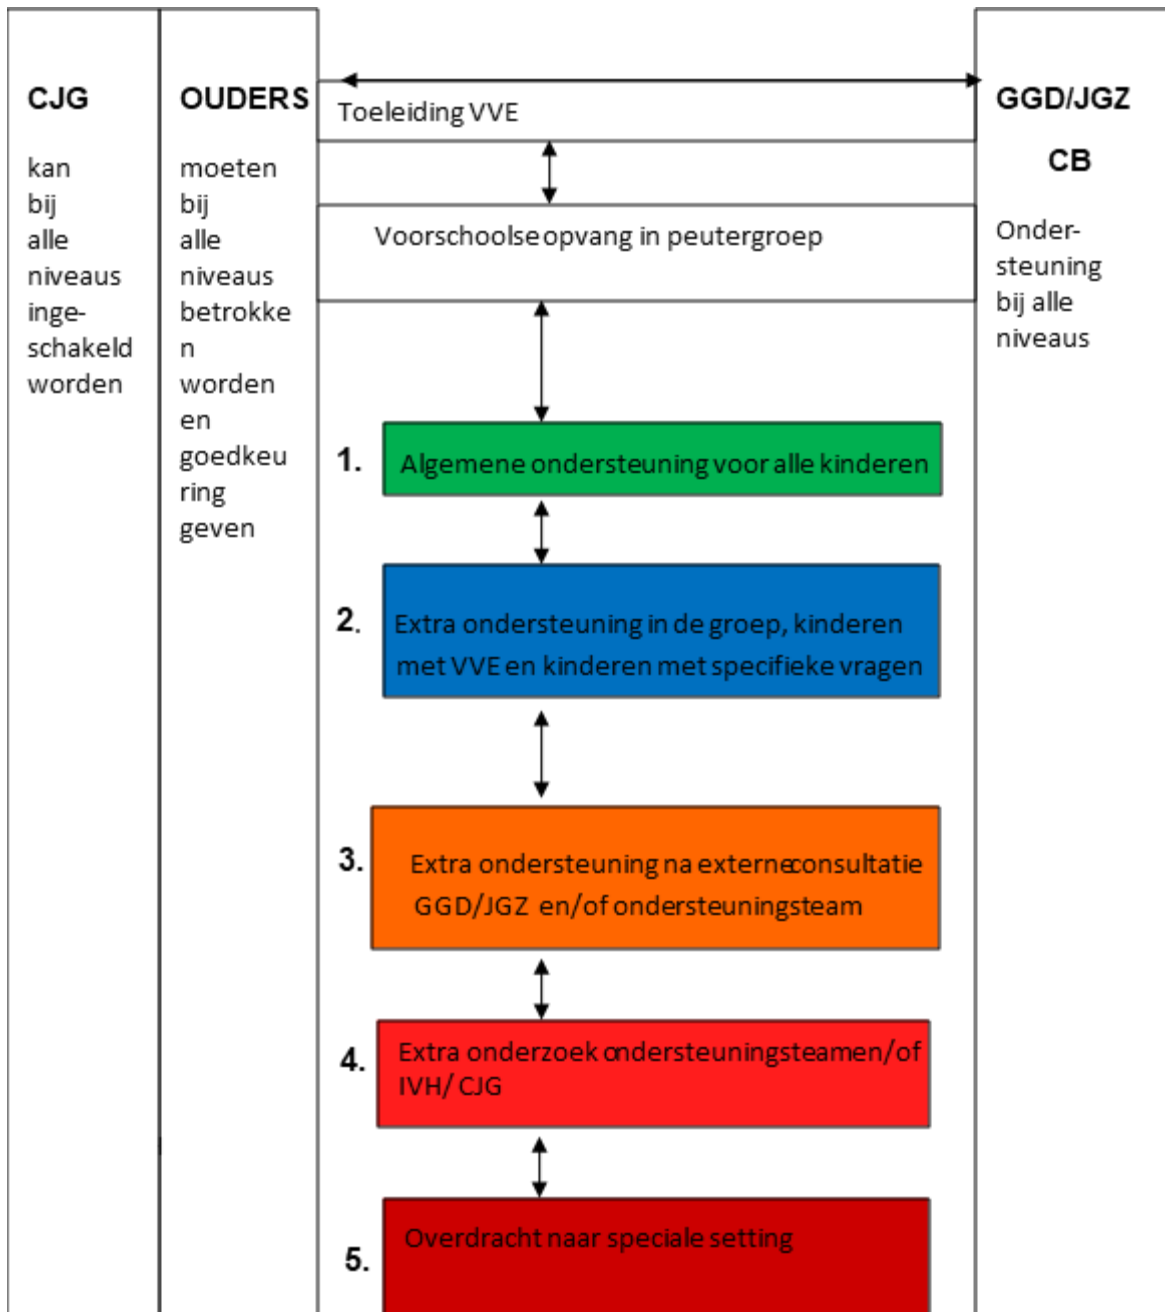 CJG
kan
bij
alle
niveaus
inge-
schakeld
worden
OUDERS
moeten
bij
alle
niveaus
betrokke
n
worden
en
goedkeu
ring
geven
Toeleiding VVE
Voorschoolse opvang in peutergroep
1. Algemene ondersteuning voor alle kinderen
2. Extra ondersteuning in de groep, kinderen
met VVE en kinderen met specifieke vragen
3. Extra ondersteuning na externe consultatie
GGD/JGZ en/of ondersteuningsteam
4. Extra onderzoek ondersteuningsteam en/of
IVH/ CJG
5. Overdracht naar speciale setting
GGD/JGZ
CB
Onder-
steuning
bij alle
niveaus